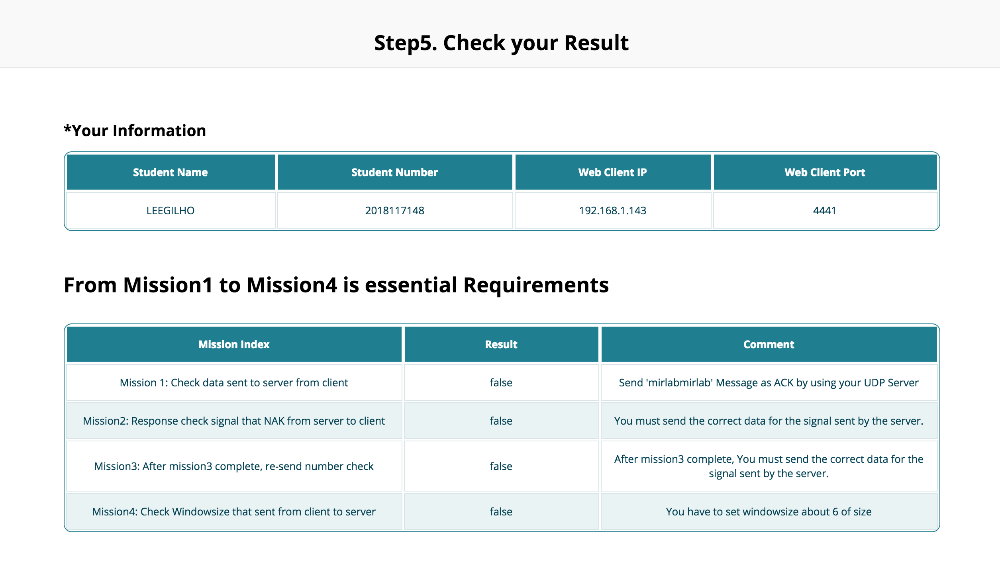 Step5. Check your Result
*Your Information
Student Name Student Number Web Client IP Web Client Port
LEEGILHO 2018117148 192.168.1.143 4441
From Mission1 to Mission4 is essential Requirements
Mission Index Result Comment
Mission 1: Check data sent to server from client false Send 'mirlabmirlab' Message as ACK by using your UDP Server
Mission2: Response check signal that NAK from server to client false You must send the correct data for the signal sent by the server.
Mission3: After mission3 complete, re-send number check false After mission3 complete, You must send the correct data for the
signal sent by the server.
Mission4: Check Windowsize that sent from client to server false You have to set windowsize about 6 of size